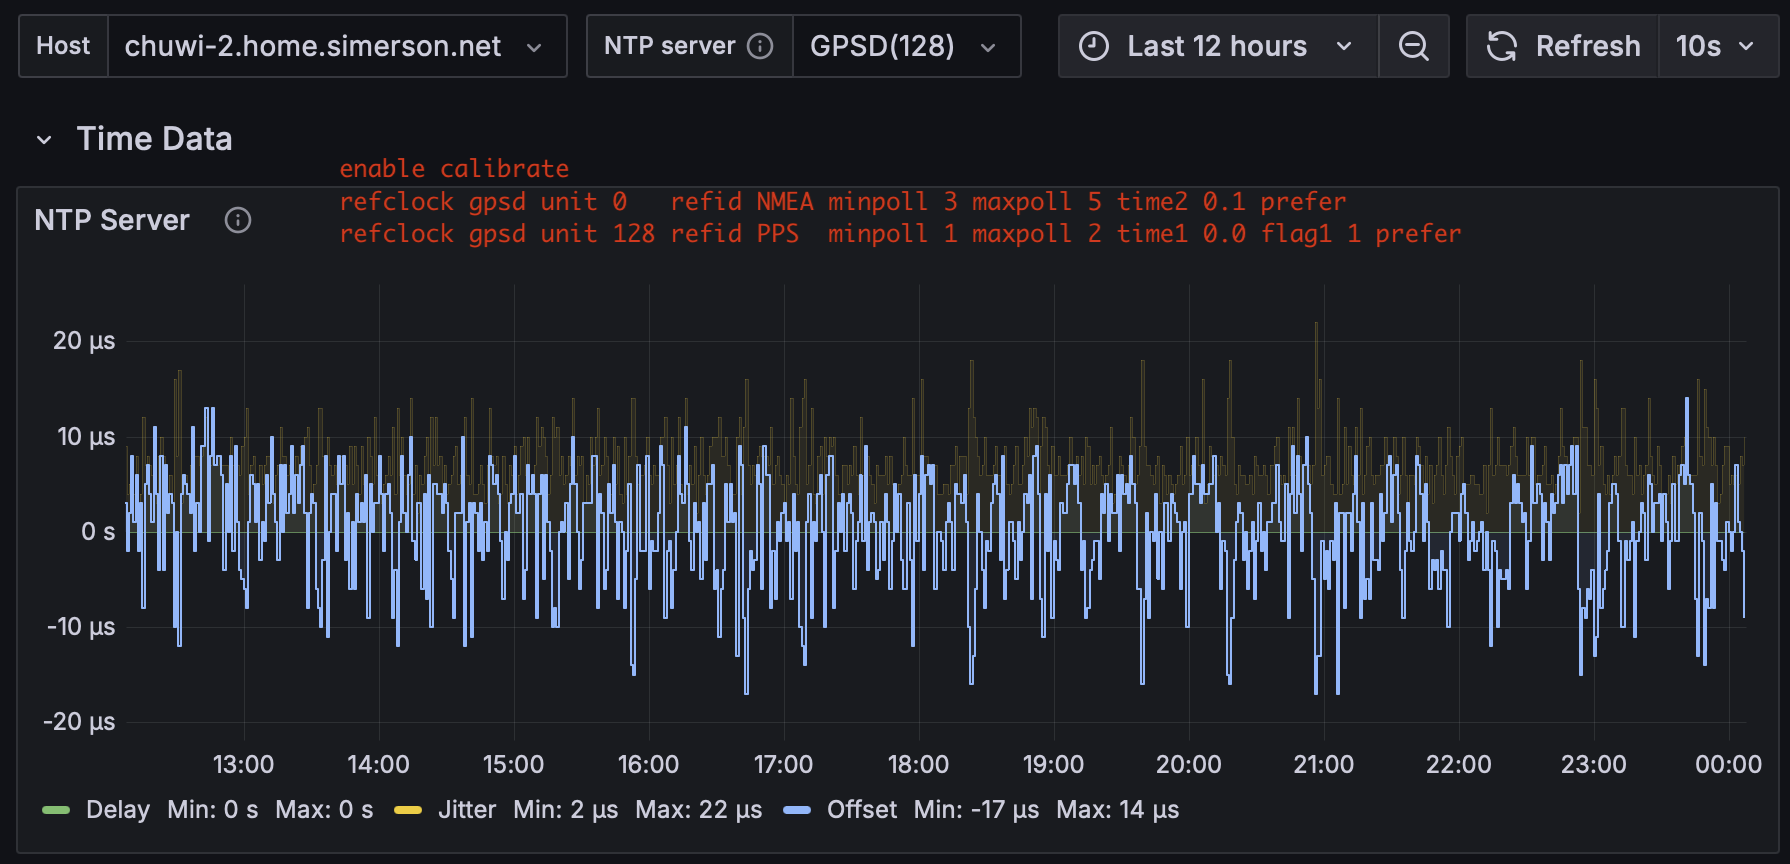 Host chuwi-2.home.simerson.net NTP server GPSD(128) Last 12 hours Refresh 10s
Time Data
enable calibrate
refclock gpsd unit 0   refid NMEA minpoll 3 maxpoll 5 time2 0.1 prefer
NTP Server
refclock gpsd unit 128 refid PPS  minpoll 1 maxpoll 2 time1 0.0 flag1 1 prefer
20 µs
10 µs
0 s
-10 µs
-20 µs
13:00 14:00 15:00 16:00 17:00 18:00 19:00 20:00 21:00 22:00 23:00 00:00
Delay Min: 0 s Max: 0 s Jitter Min: 2 µs Max: 22 µs Offset Min: -17 µs Max: 14 µs